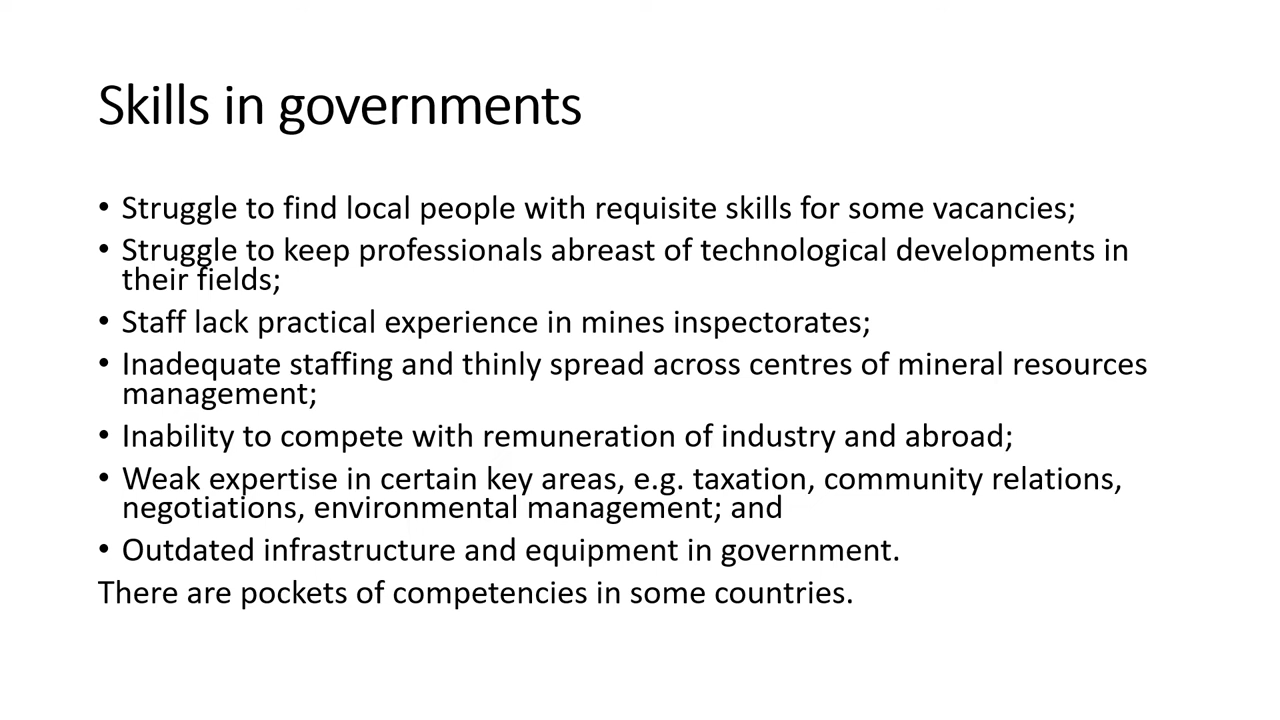 Skills in governments
• Struggle to find local people with requisite skills for some vacancies;
• Struggle to keep professionals abreast of technological developments in
their fields;
• Staff lack practical experience in mines inspectorates;
• Inadequate staffing and thinly spread across centres of mineral resources
management;
• Inability to compete with remuneration of industry and abroad;
• Weak expertise in certain key areas, e.g. taxation, community relations,
negotiations, environmental management; and
• Outdated infrastructure and equipment in government.
There are pockets of competencies in some countries.